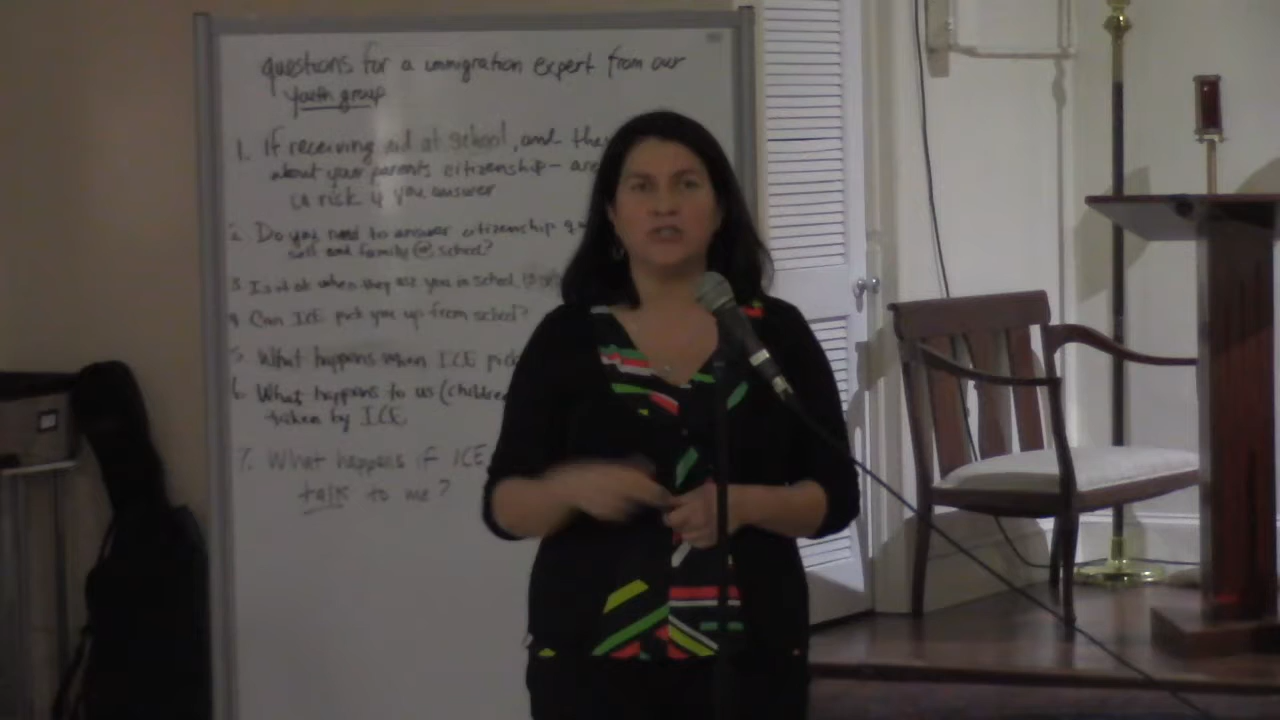 questions for a immigration expert from our
youth group
1. If receiving aid at school, and the
about your parents citizenship - are
a risk if you answer
2. Do you need to answer citizenship
self and family @ school?
3. Is it ok when they ask you in school,
4. Can ICE pick you up from school?
5. What happens when ICE pick
6. What happens to us (children
taken by ICE
7. What happens if ICE
talk to me?